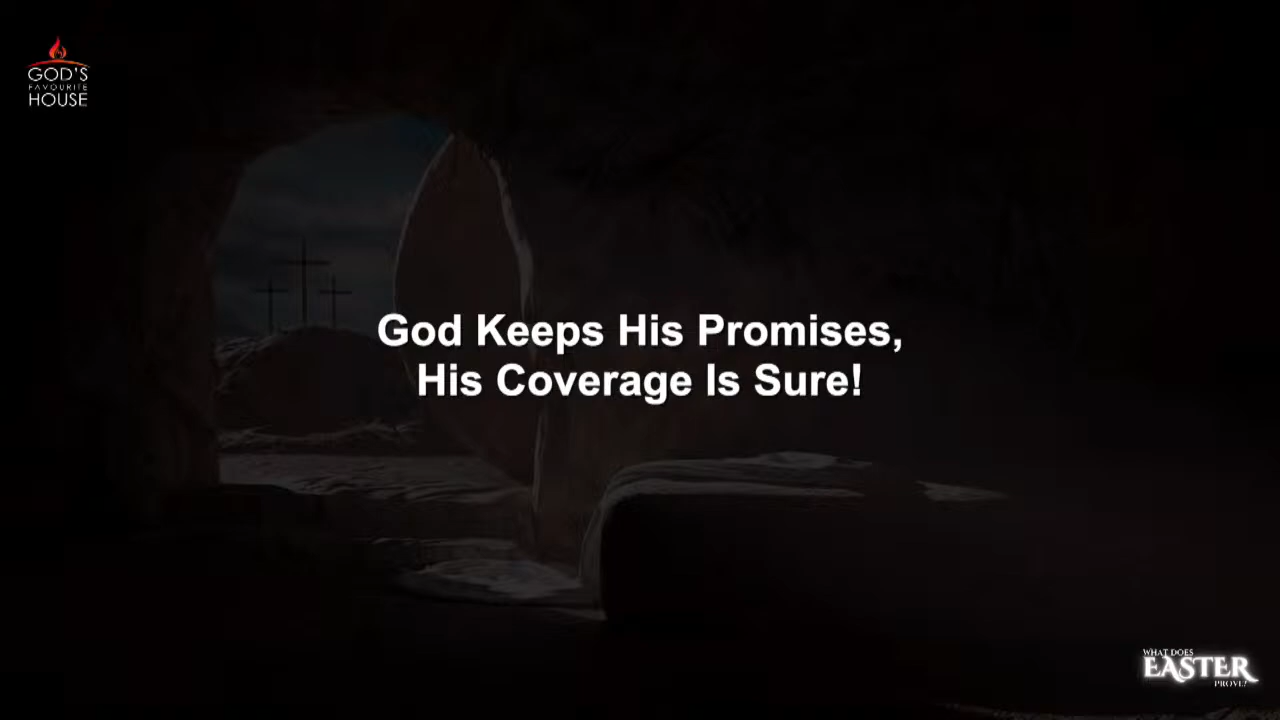 GOD'S
FAVOURITE
HOUSE
God Keeps His Promises,
His Coverage Is Sure!
WHAT DOES
EASTER
PROVE?